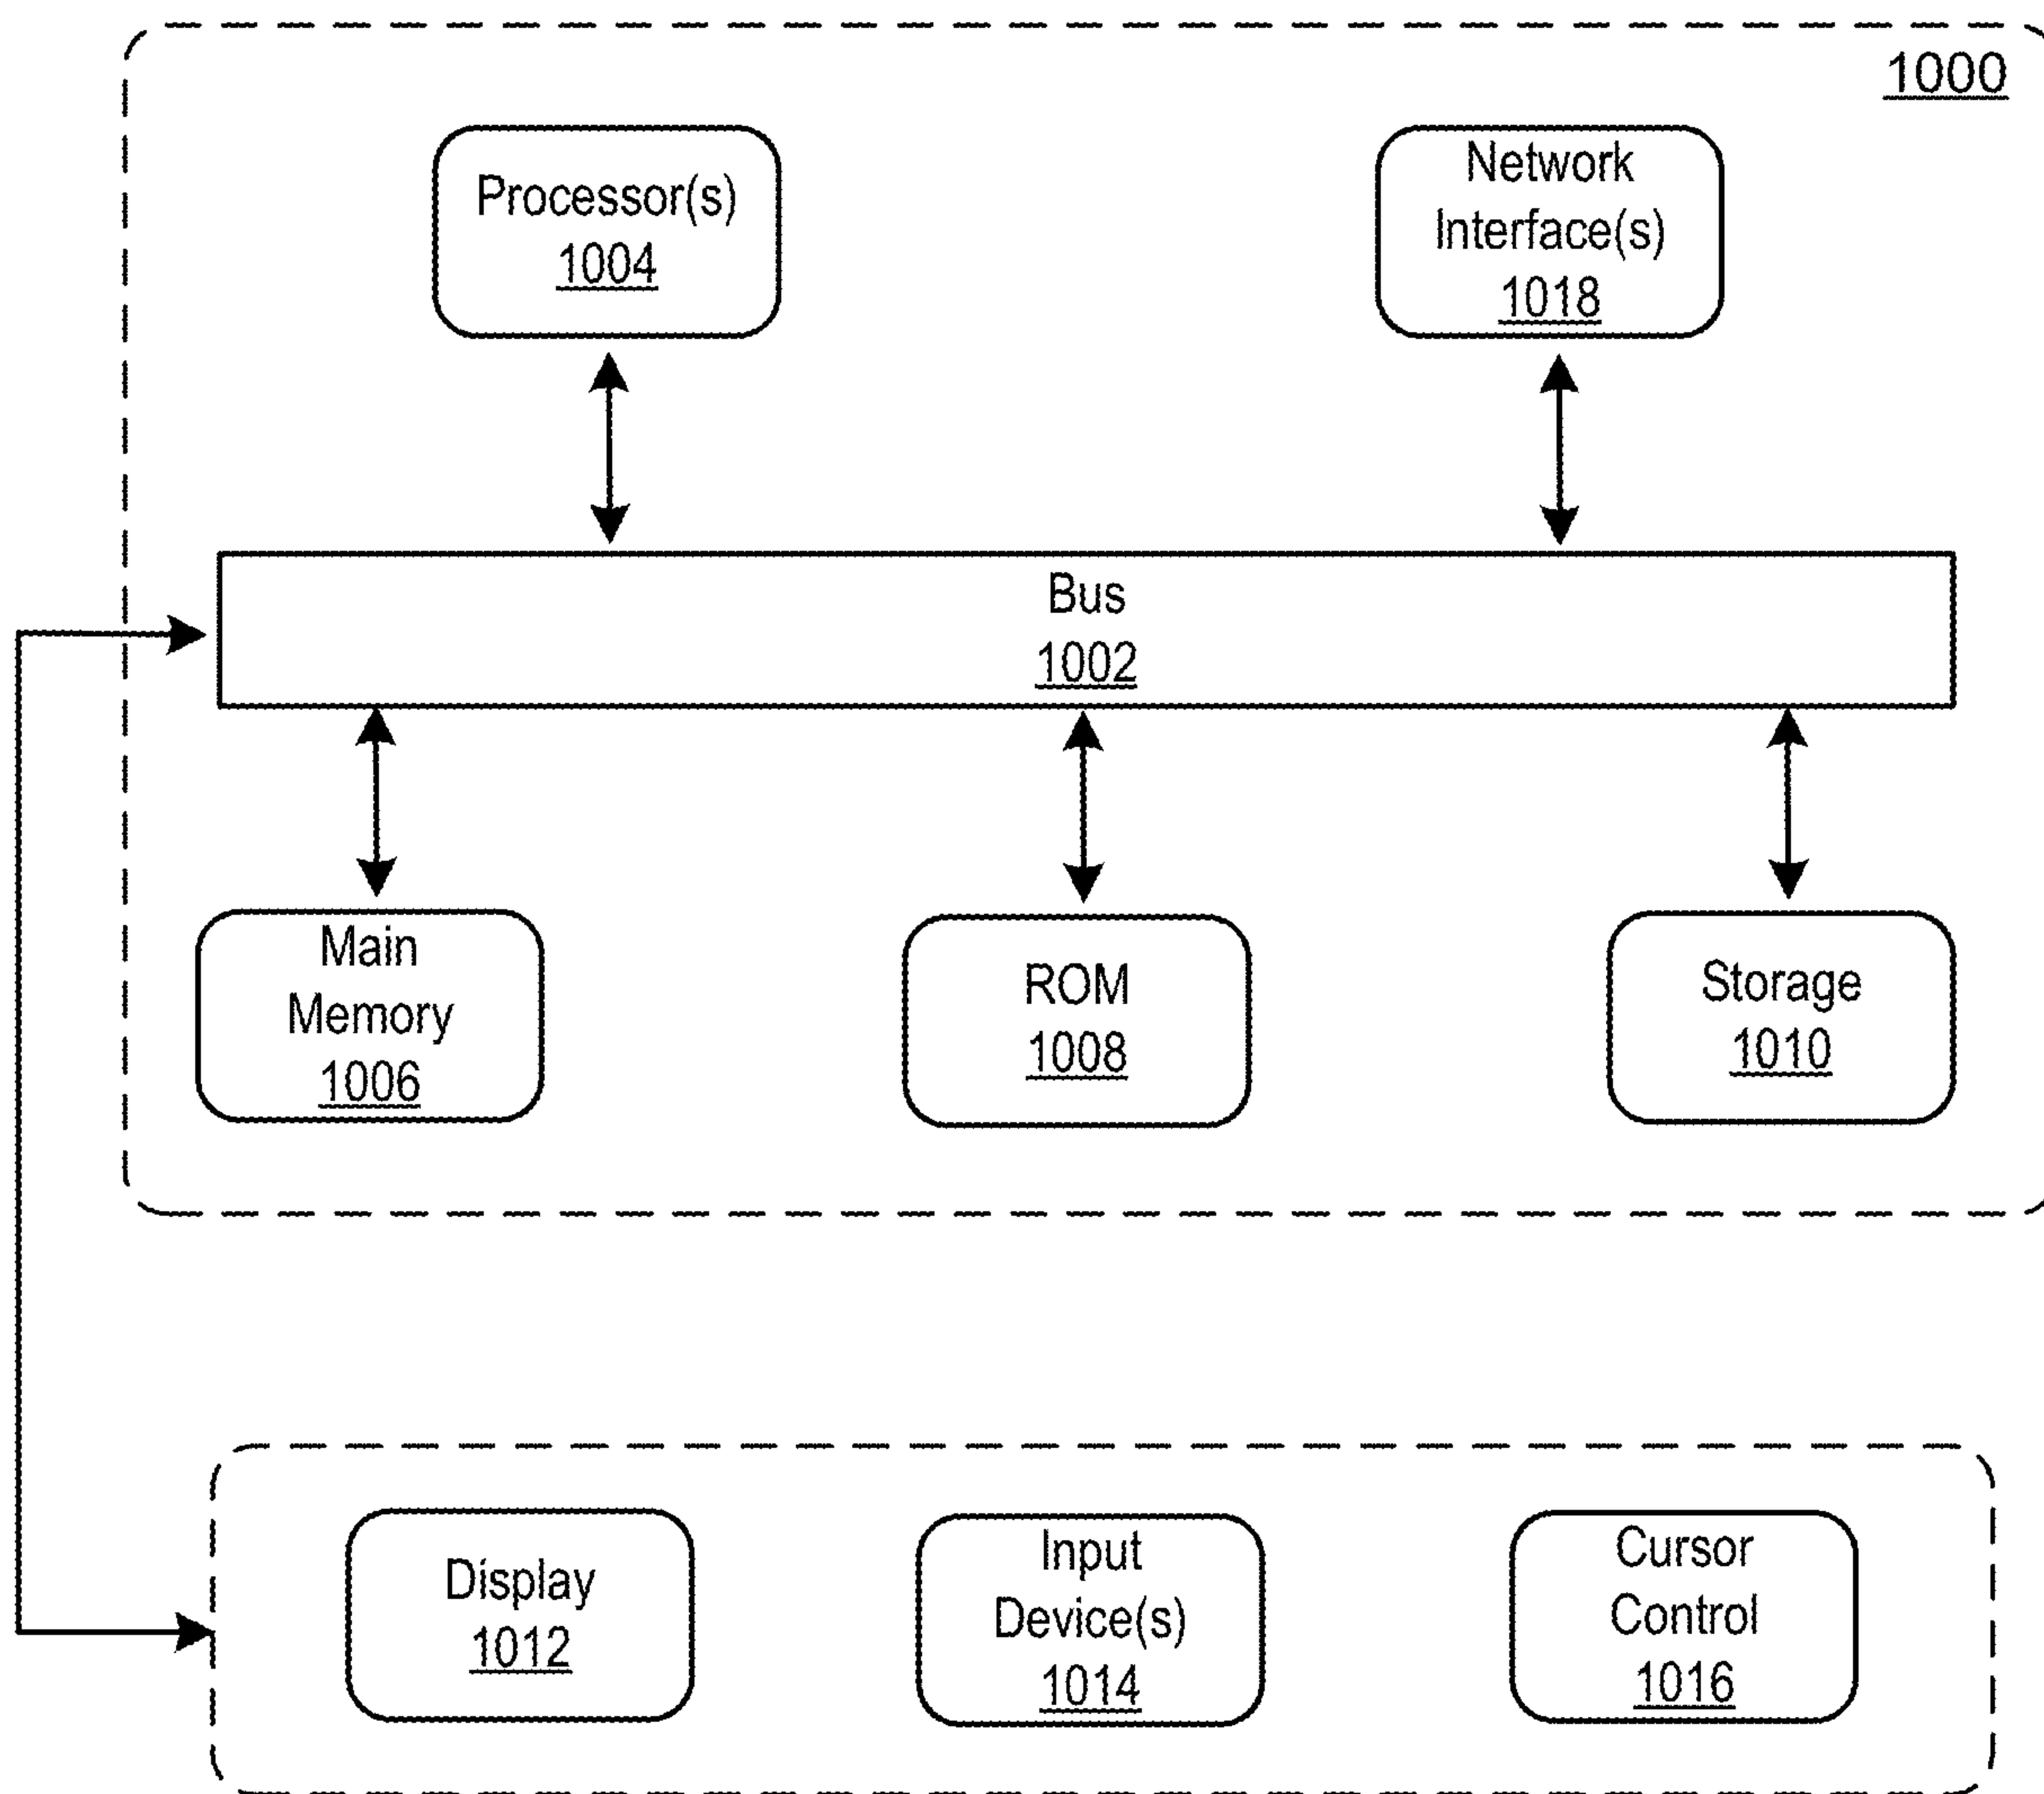 1000
Processor(s)
1004
Network
Interface(s)
1018
Bus
1002
Main
Memory
1006
ROM
1008
Storage
1010
Display
1012
Input
Device(s)
1014
Cursor
Control
1016